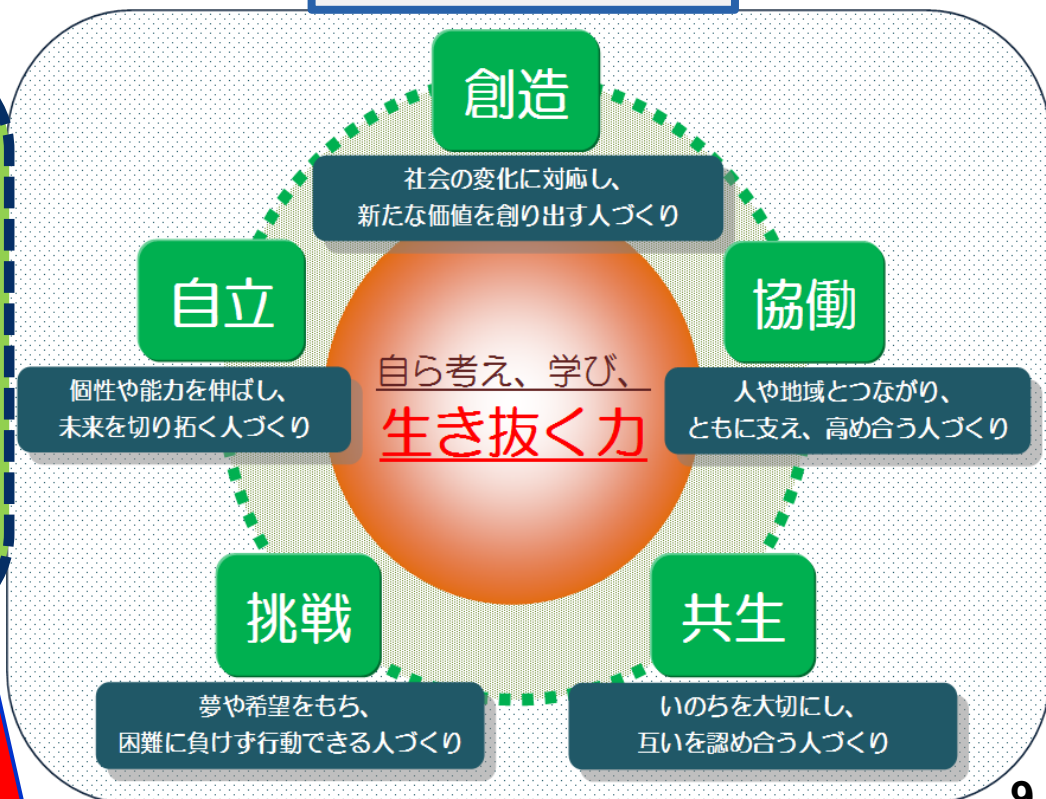 創造
社会の変化に対応し、
新たな価値を創り出す人づくり
自立
個性や能力を伸ばし、
未来を切り拓く人づくり
協働
人や地域とつながり、
ともに支え、高め合う人づくり
自ら考え、学び、
生き抜く力
挑戦
夢や希望をもち、
困難に負けず行動できる人づくり
共生
いのちを大切にし、
互いを認め合う人づくり
9